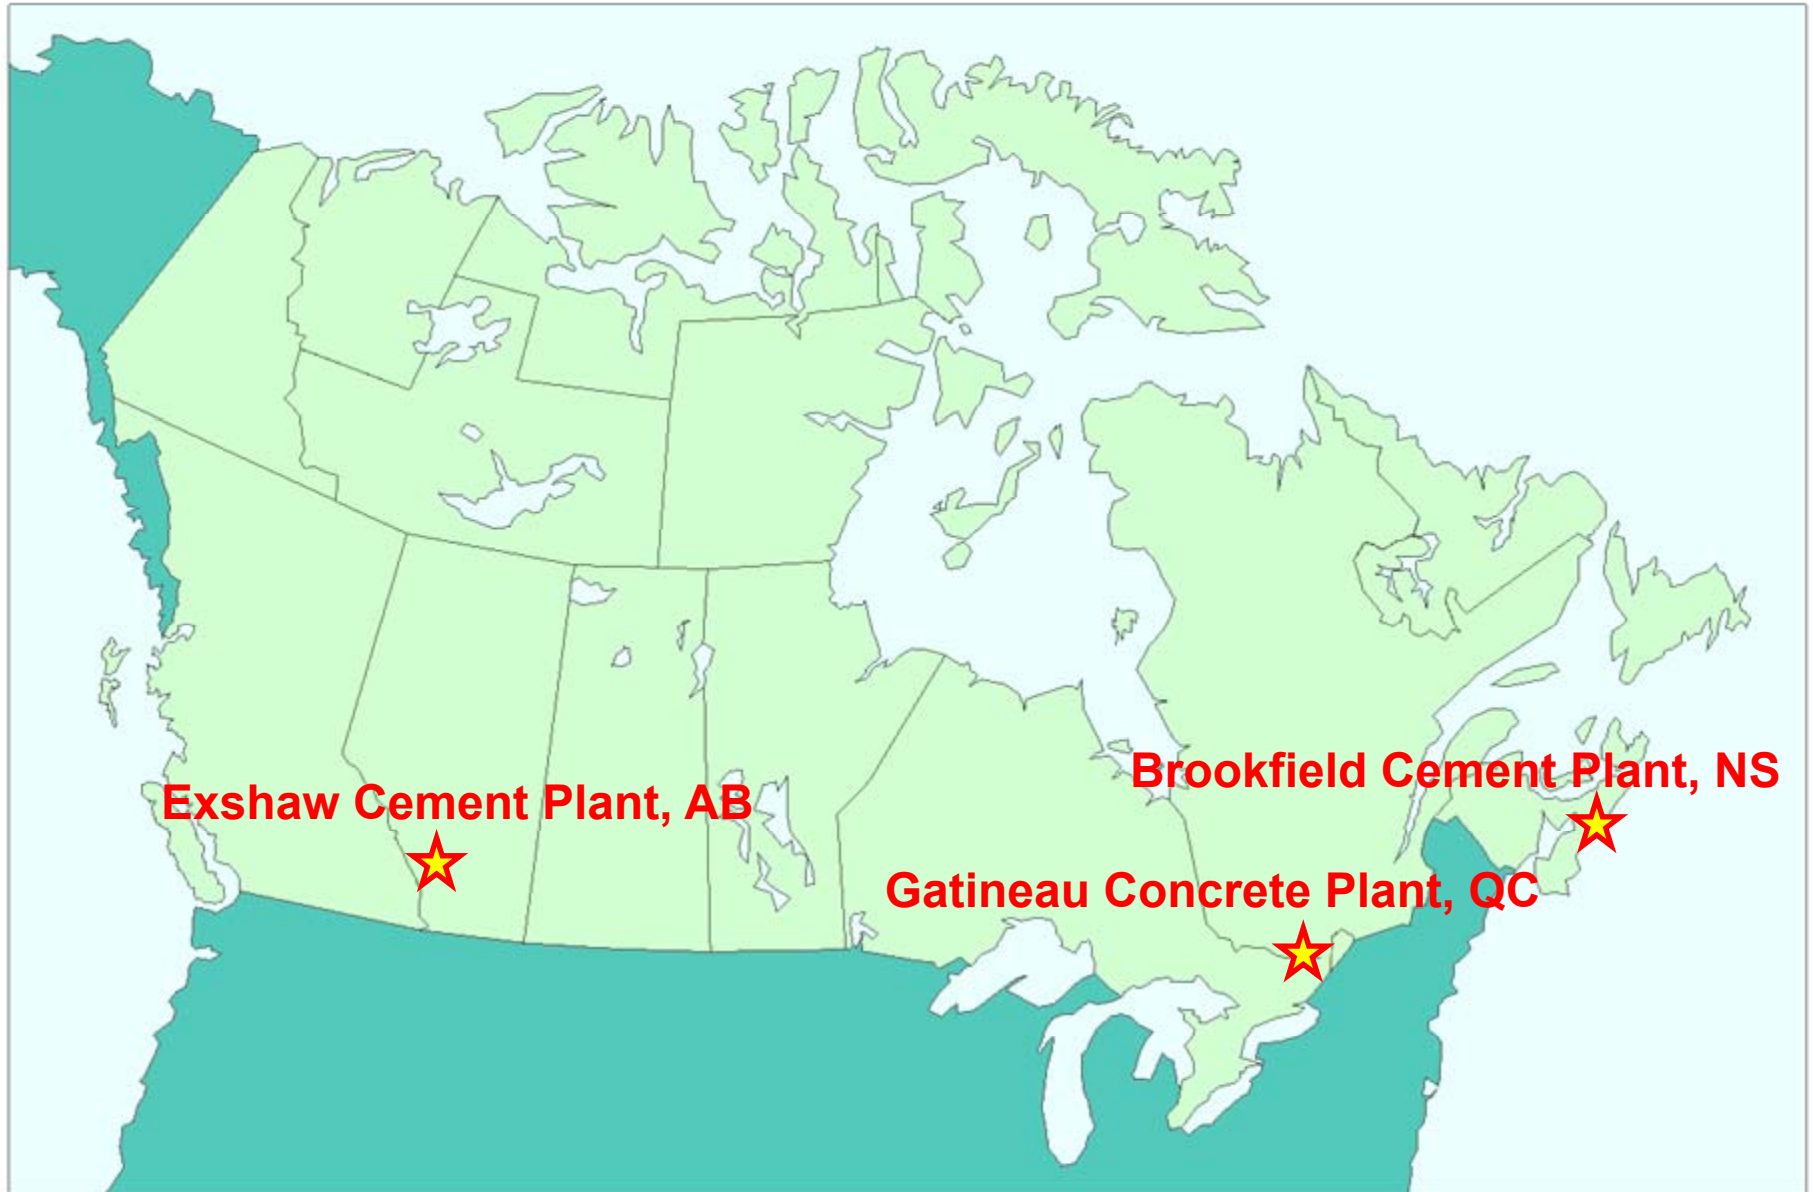 Brookfield Cement Plant, NS
Exshaw Cement Plant, AB
Gatineau Concrete Plant, QC